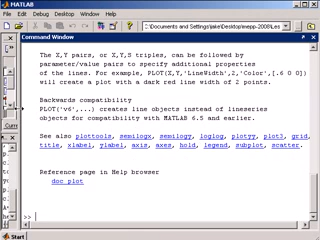 MATLAB
File Edit Debug Desktop Window Help
C:\Documents and Settings\jake\Desktop\mvepp-2008\Les
Command Window
The X,Y pairs, or X,Y,S triples, can be followed by
parameter/value pairs to specify additional properties
of the lines. For example, PLOT(X,Y,'LineWidth',2,'Color',[.6 0 0])
will create a plot with a dark red line width of 2 points.
Backwards compatibility
PLOT('v6',...) creates line objects instead of lineseries
objects for compatibility with MATLAB 6.5 and earlier.
See also plottools, semilogx, semilogy, loglog, plotyy, plot3, grid,
title, xlabel, ylabel, axis, axes, hold, legend, subplot, scatter.
Reference page in Help browser
doc plot
>>
Start